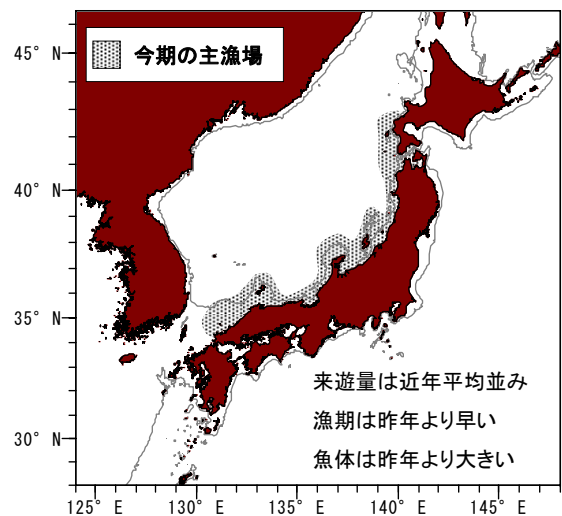 45° N
今期の主漁場
40° N
35° N
来遊量は近年平均並み
漁期は昨年より早い
30° N
魚体は昨年より大きい
125° E 130° E 135° E 140° E 145° E